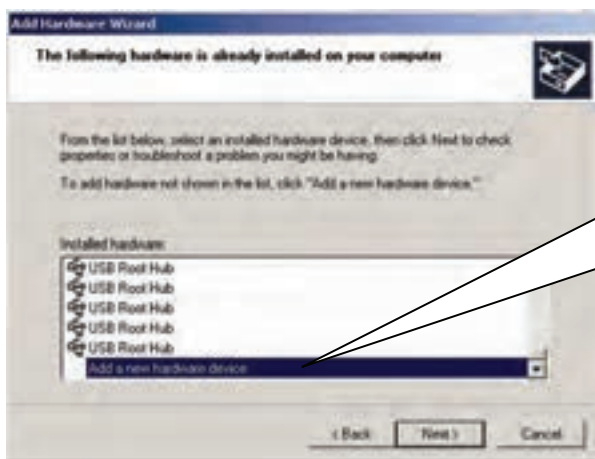 Add Hardware Wizard
The following hardware is already installed on your computer
From the list below, select an installed hardware device, then click Next to check
properties or troubleshoot a problem you might be having.
To add hardware not shown in the list, click "Add a new hardware device."
Installed hardware:
USB Root Hub
USB Root Hub
USB Root Hub
USB Root Hub
USB Root Hub
Add a new hardware device
< Back
Next >
Cancel